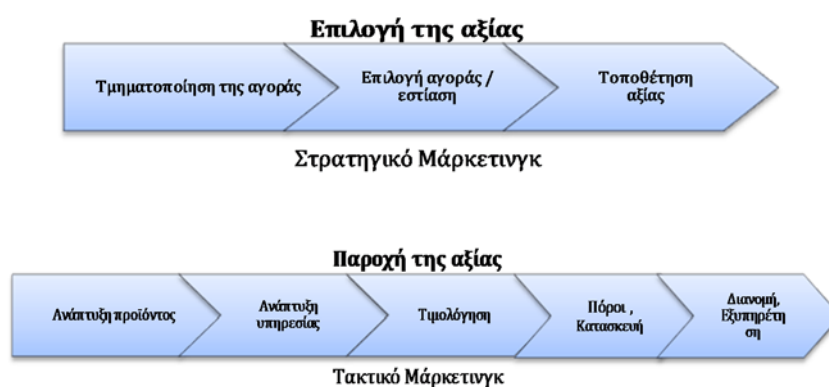 Επιλογή της αξίας
Τμηματοποίηση της αγοράς
Επιλογή αγοράς /
εστίαση
Τοποθέτηση
αξίας
Στρατηγικό Μάρκετινγκ
Παροχή της αξίας
Ανάπτυξη προϊόντος
Ανάπτυξη
υπηρεσίας
Τιμολόγηση
Πόροι ,
Κατασκευή
Διανομή,
Εξυπηρέτη
ση
Τακτικό Μάρκετινγκ